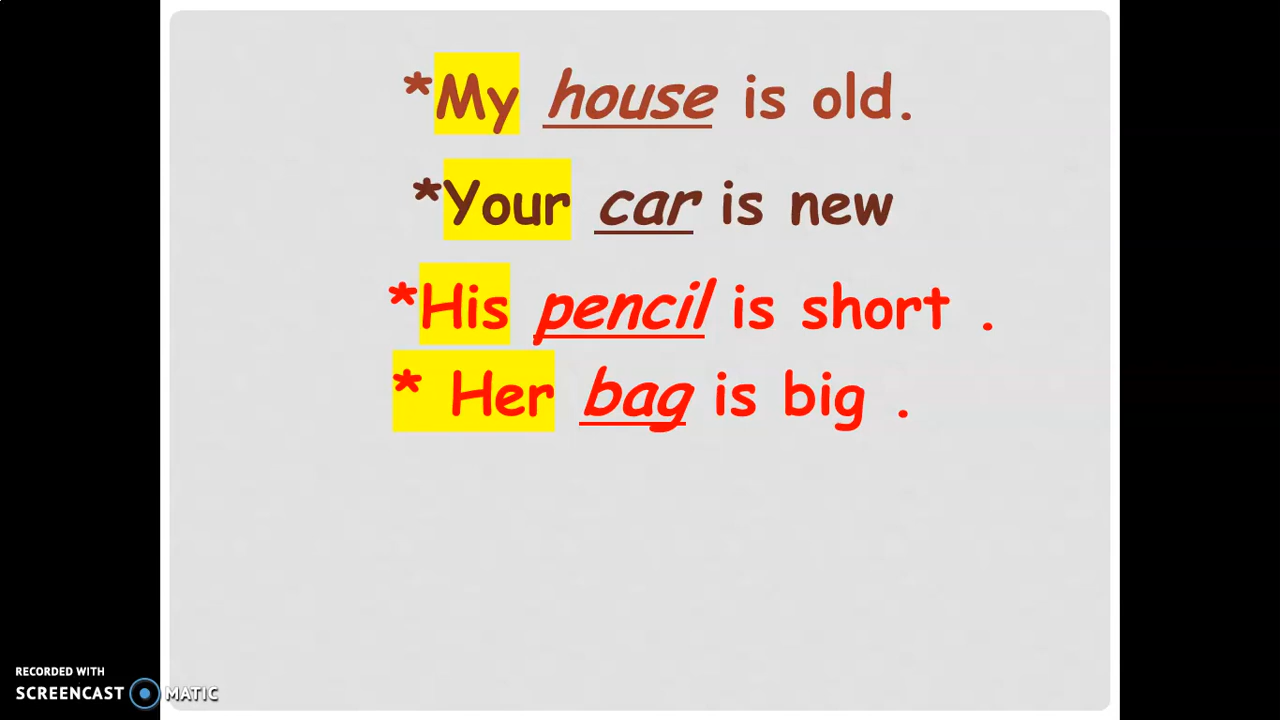 *My house is old.
*Your car is new
*His pencil is short .
* Her bag is big .
RECORDED WITH
SCREENCAST MATIC